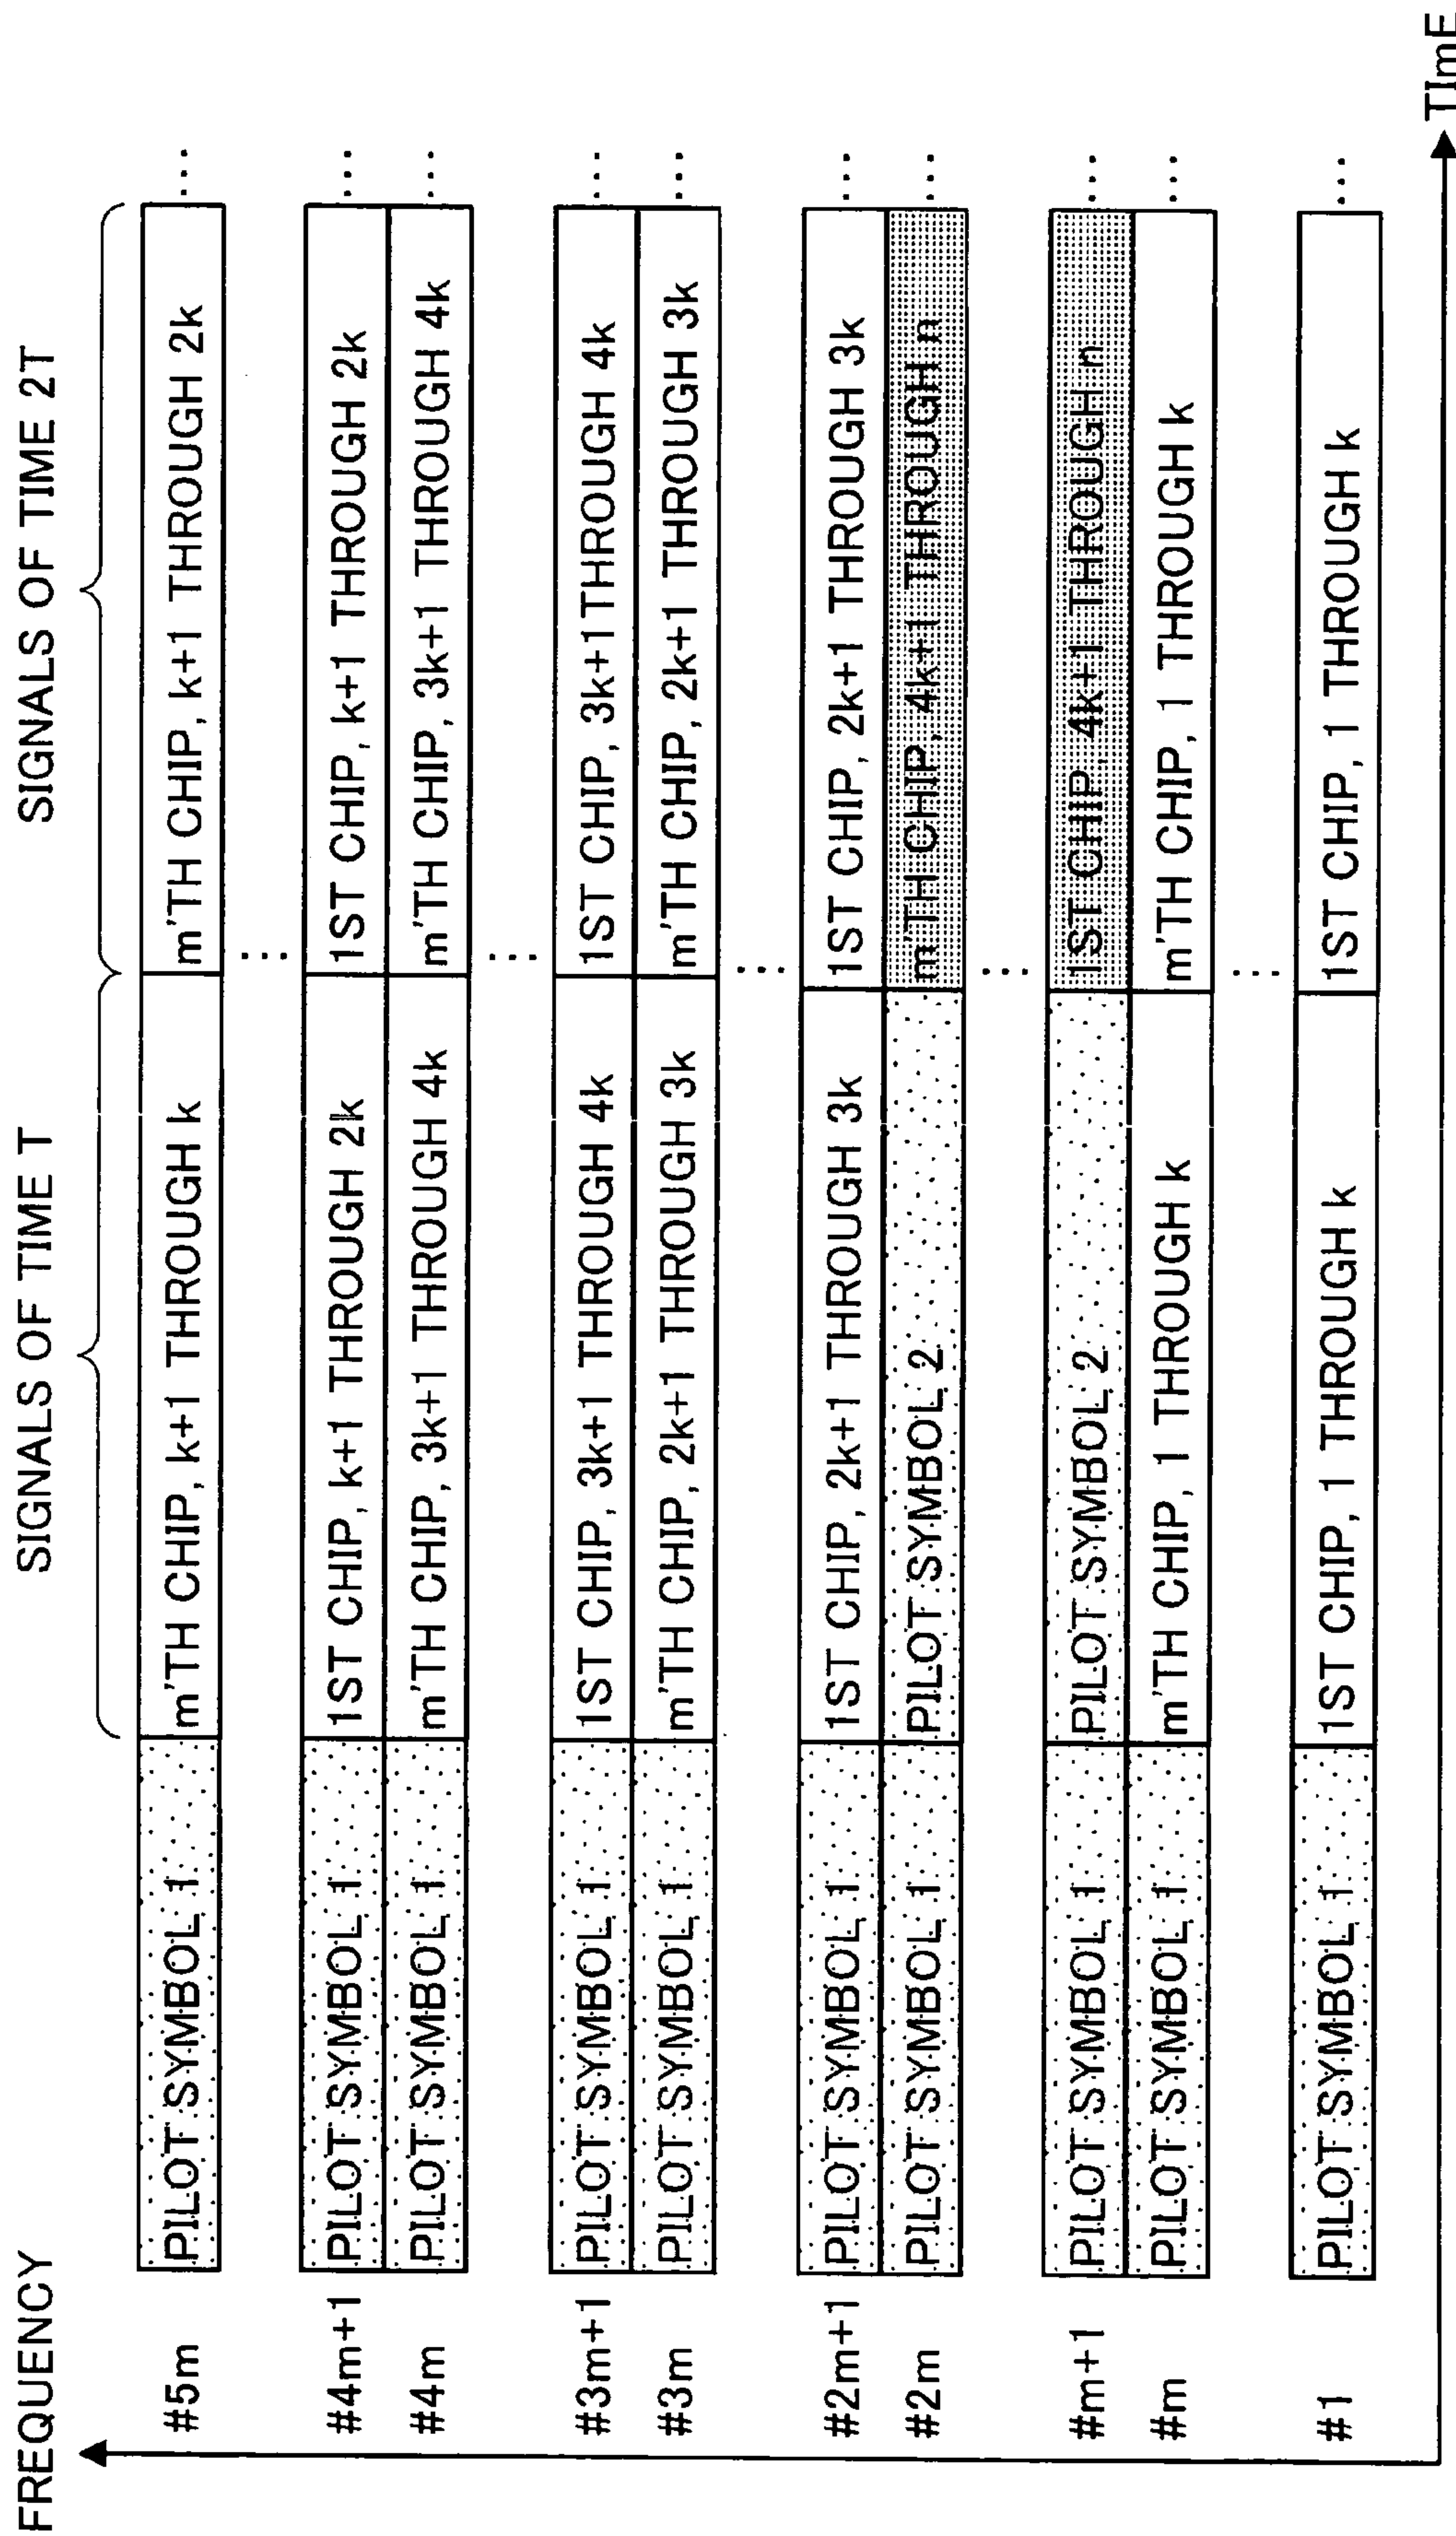 FREQUENCY
SIGNALS OF TIME T
SIGNALS OF TIME 2T
#5m
PILOT SYMBOL 1
m'TH CHIP, k+1 THROUGH k
m'TH CHIP, k+1 THROUGH 2k
...
... 
#4m+1
PILOT SYMBOL 1
1ST CHIP, k+1 THROUGH 2k
1ST CHIP, k+1 THROUGH 2k
...
#4m
PILOT SYMBOL 1
m'TH CHIP, 3k+1 THROUGH 4k
m'TH CHIP, 3k+1 THROUGH 4k
...
...
#3m+1
PILOT SYMBOL 1
1ST CHIP, 3k+1 THROUGH 4k
1ST CHIP, 3k+1THROUGH 4k
...
#3m
PILOT SYMBOL 1
m'TH CHIP, 2k+1 THROUGH 3k
m'TH CHIP, 2k+1 THROUGH 3k
...
...
#2m+1
PILOT SYMBOL 1
1ST CHIP, 2k+1 THROUGH 3k
1ST CHIP, 2k+1 THROUGH 3k
...
#2m
PILOT SYMBOL 1
PILOT SYMBOL 2
m'TH CHIP, 4k+1 THROUGH n
...
...
#m+1
PILOT SYMBOL 1
PILOT SYMBOL 2
1ST CHIP, 4k+1 THROUGH n
...
#m
PILOT SYMBOL 1
m'TH CHIP, 1 THROUGH k
m'TH CHIP, 1 THROUGH k
...
...
#1
PILOT SYMBOL 1
1ST CHIP, 1 THROUGH k
1ST CHIP, 1 THROUGH k
...
TImE